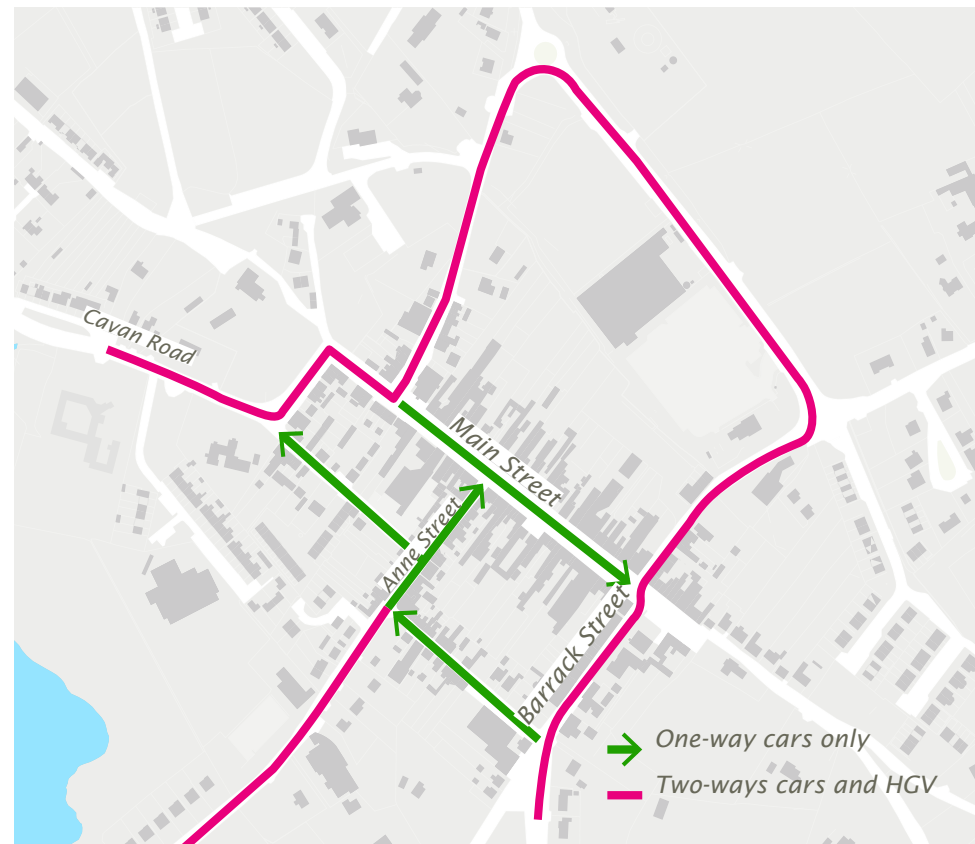 Cavan Road
Main Street
Anne Street
Barrack Street
One-way cars only
Two-ways cars and HGV